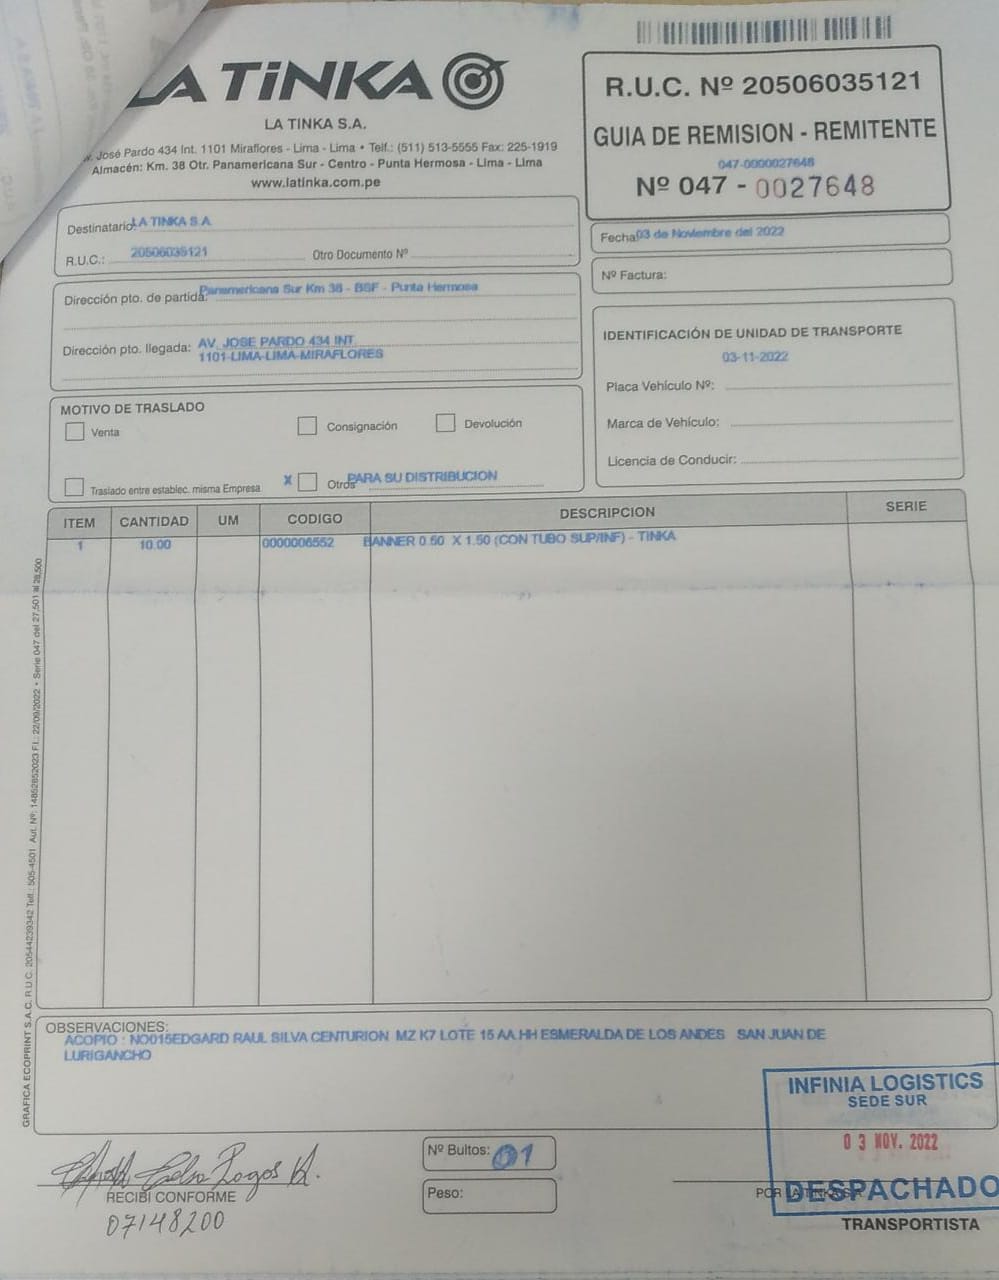 LA TiNKA
LA TINKA S.A.
Av. José Pardo 434 Int. 1101 Miraflores - Lima - Lima • Telf.: (511) 513-5555 Fax: 225-1919
Almacén: Km. 38 Otr. Panamericana Sur - Centro - Punta Hermosa - Lima - Lima
www.latinka.com.pe
R.U.C. Nº 20506035121
GUIA DE REMISION - REMITENTE
047-0000027648
Nº 047 - 0027648
Destinatario: LA TINKA S.A.
R.U.C.: 20506035121 Otro Documento Nº
Fecha: 03 de Noviembre del 2022
Nº Factura:
Dirección pto. de partida: Panamericana Sur Km 38 - BSF - Punta Hermosa
Dirección pto. llegada: AV. JOSE PARDO 434 INT.
1101-LIMA-LIMA-MIRAFLORES
IDENTIFICACIÓN DE UNIDAD DE TRANSPORTE
03-11-2022
Placa Vehículo Nº:
Marca de Vehículo:
Licencia de Conducir:
MOTIVO DE TRASLADO
Venta Consignación Devolución
Traslado entre establec. misma Empresa X Otros PARA SU DISTRIBUCION
ITEM CANTIDAD UM CODIGO DESCRIPCION SERIE
1 10.00 0000006552 BANNER 0.50 X 1.50 (CON TUBO SUP/INF) - TINKA
GRAFICA ECOPRINT S.A.C. R.U.C. 20544239342 Telf.: 505-4501 Aut. Nº: 14852852023 F.I.: 22/09/2022 • Serie 047 del 27,501 al 28,500
OBSERVACIONES:
ACOPIO : NO015EDGARD RAUL SILVA CENTURION MZ K7 LOTE 15 AA.HH ESMERALDA DE LOS ANDES SAN JUAN DE
LURIGANCHO
INFINIA LOGISTICS
SEDE SUR
03 NOV. 2022
DESPACHADO
Nº Bultos: 01
Peso:
RECIBI CONFORME
07148200
POR LA TINKA S.A.
TRANSPORTISTA